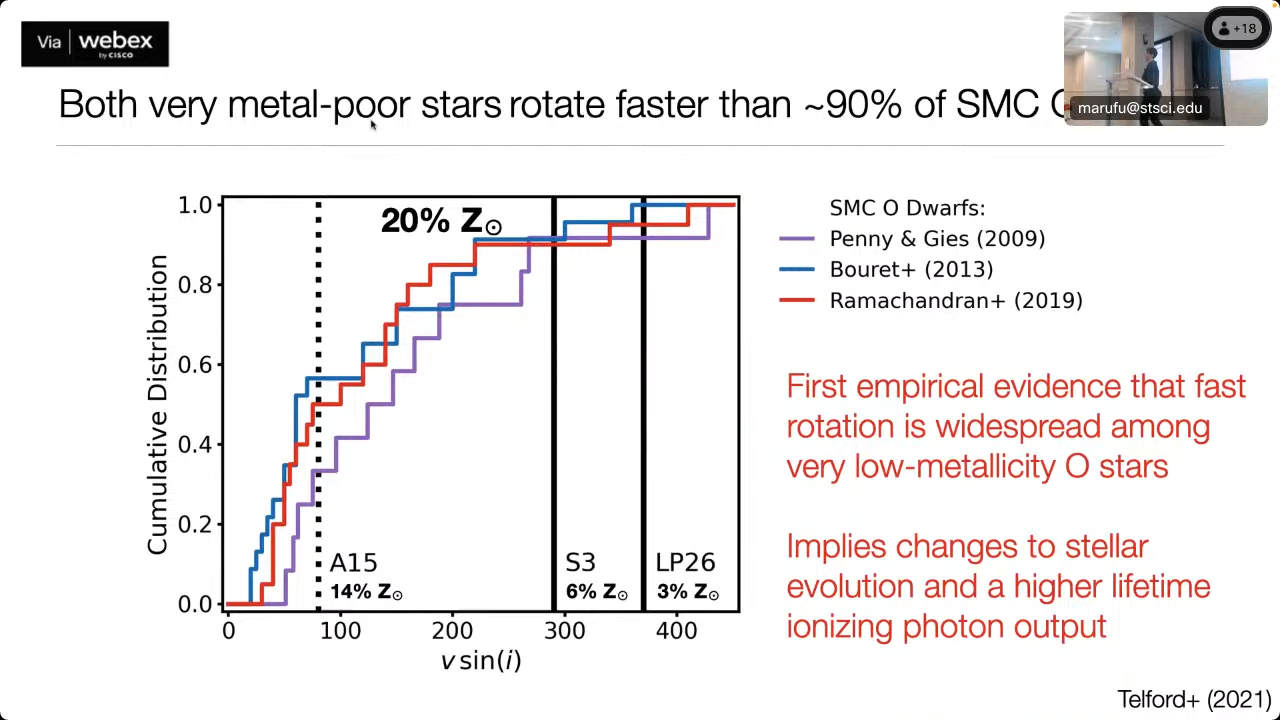 Via webex
by CISCO
+18
marufu@stsci.edu
Both very metal-poor stars rotate faster than ~90% of SMC
20% Z☉
1.0
0.8
0.6
0.4
0.2
0.0
Cumulative Distribution
A15
14% Z☉
S3
6% Z☉
LP26
3% Z☉
0 100 200 300 400
v sin(i)
SMC O Dwarfs:
Penny & Gies (2009)
Bouret+ (2013)
Ramachandran+ (2019)
First empirical evidence that fast
rotation is widespread among
very low-metallicity O stars
Implies changes to stellar
evolution and a higher lifetime
ionizing photon output
Telford+ (2021)